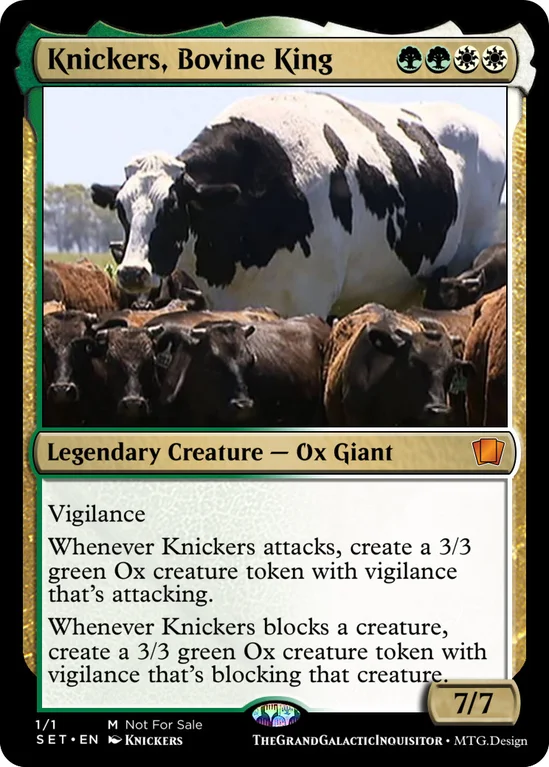 Knickers, Bovine King
Legendary Creature — Ox Giant
Vigilance
Whenever Knickers attacks, create a 3/3
green Ox creature token with vigilance
that's attacking.
Whenever Knickers blocks a creature,
create a 3/3 green Ox creature token with
vigilance that's blocking that creature.
7/7
1/1 M Not For Sale
SET • EN Knickers TheGrandGalacticInquisitor • MTG.Design